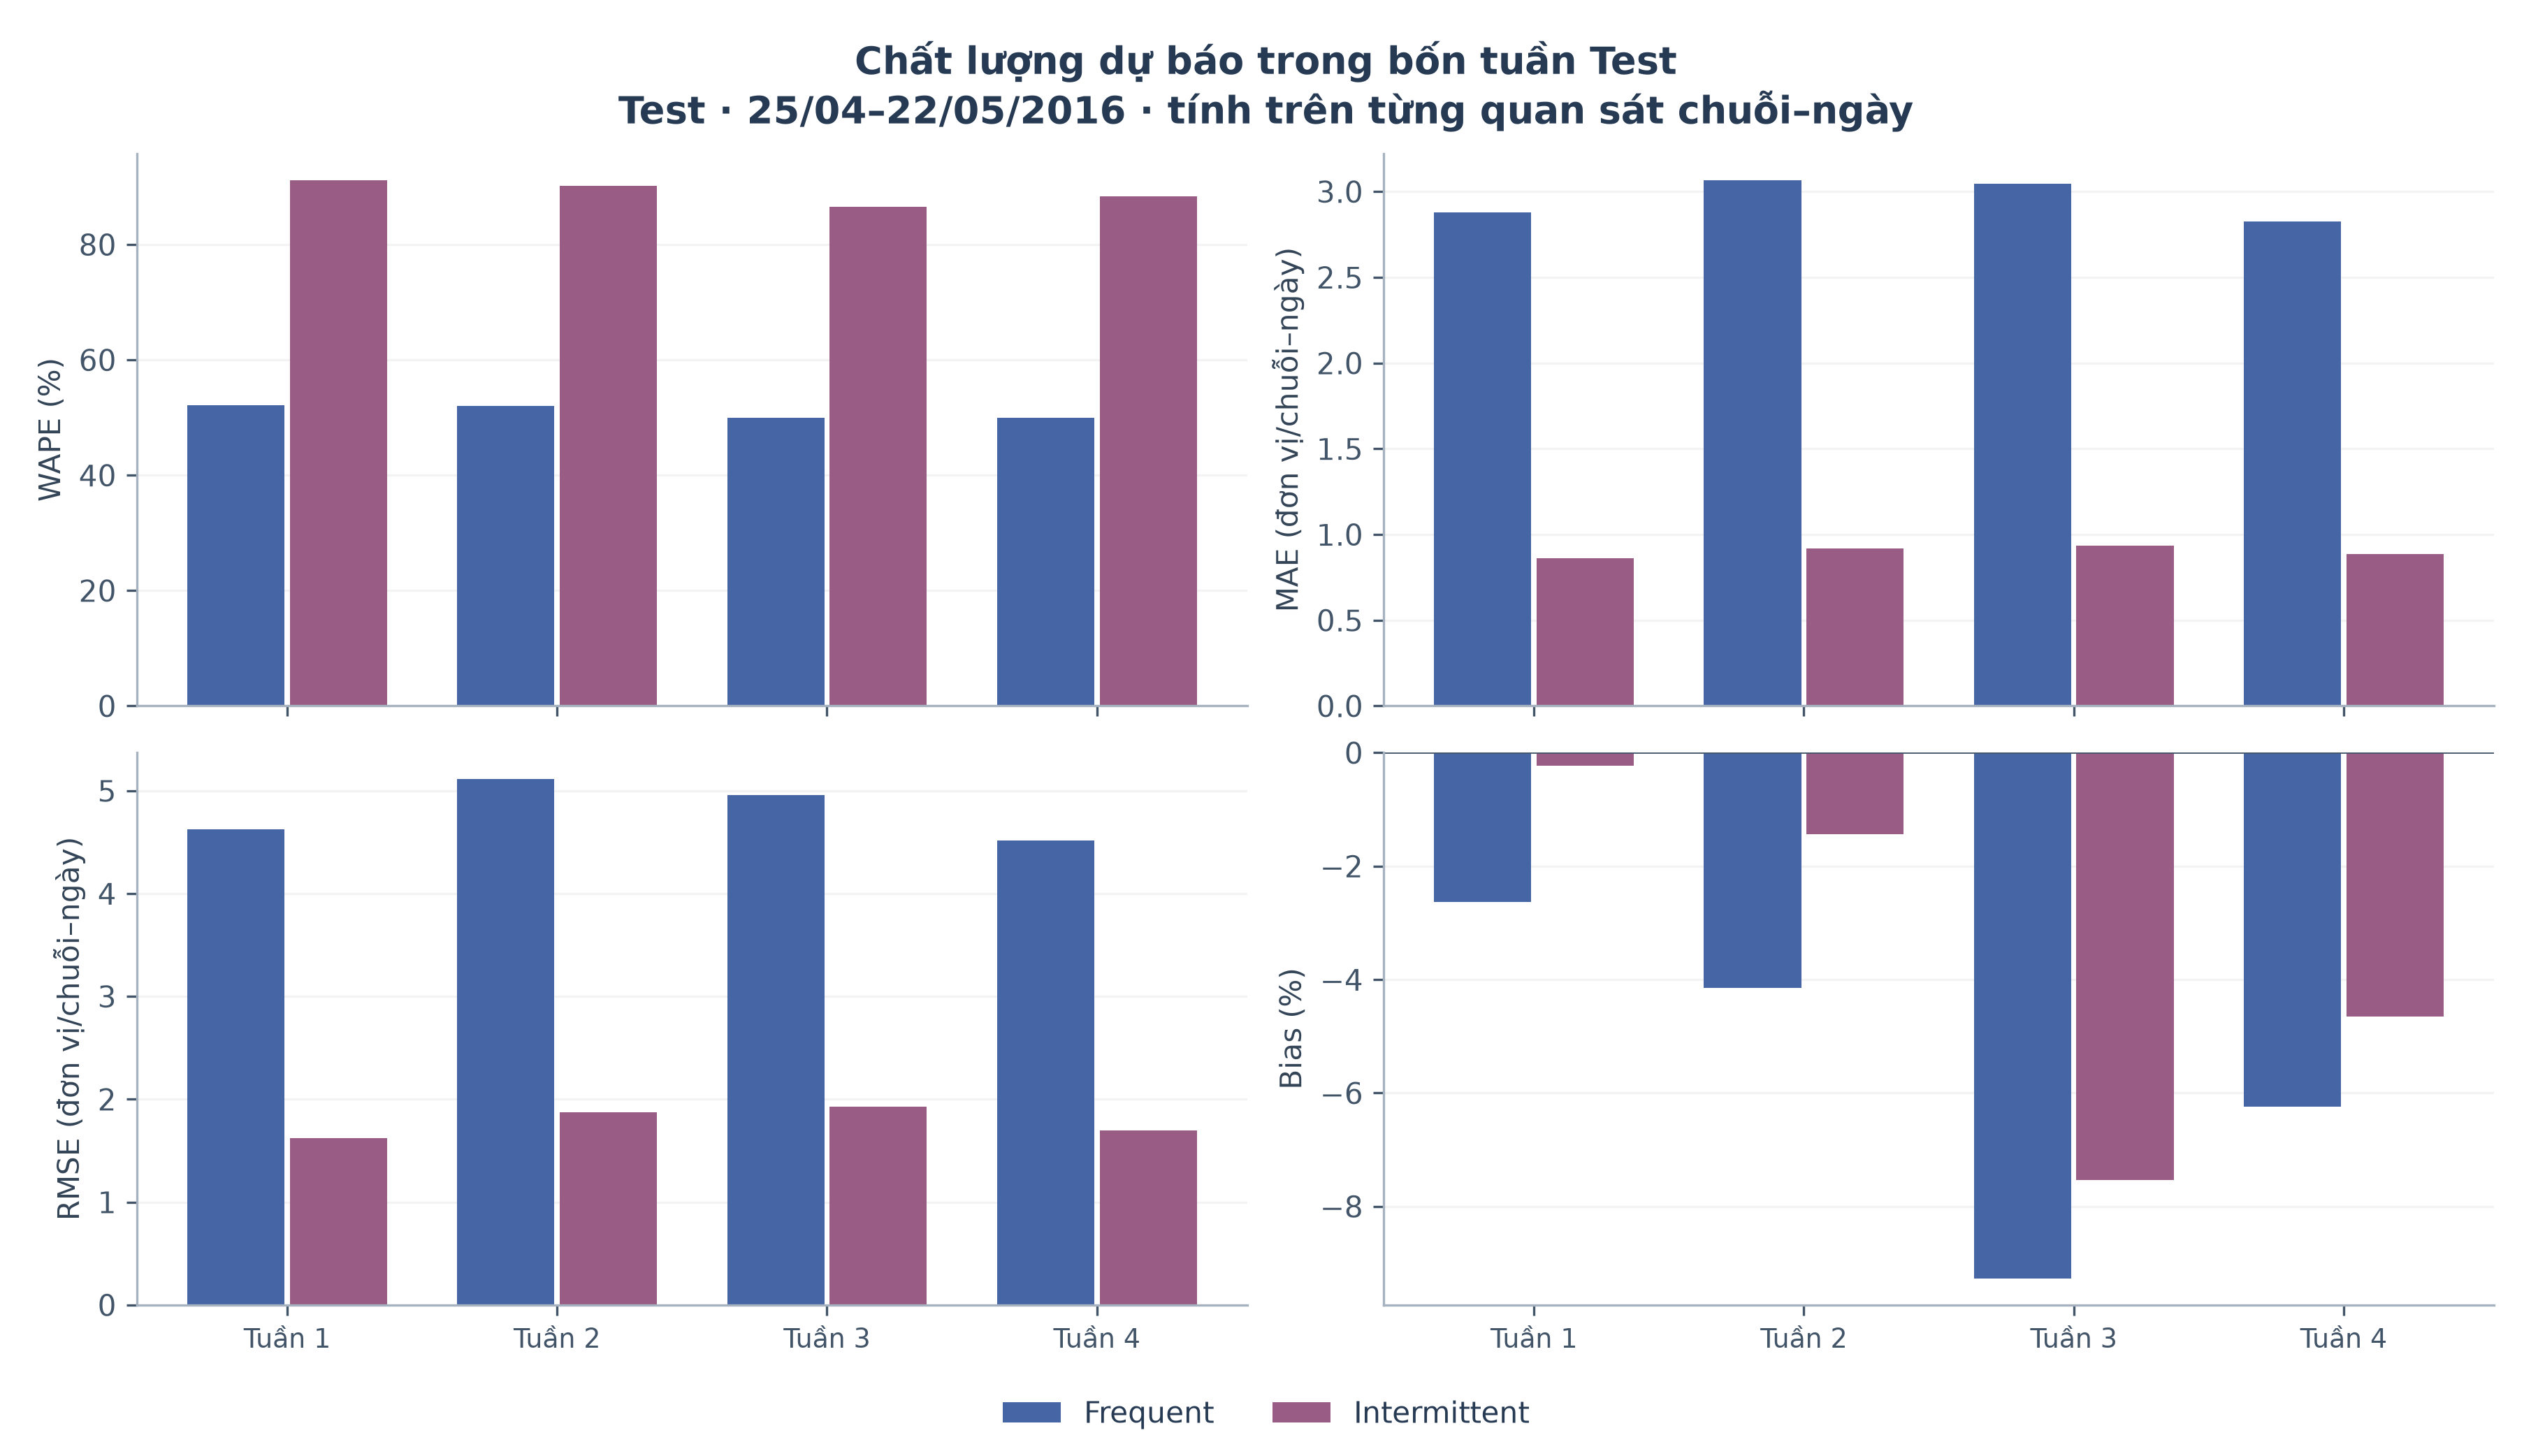 Chất lượng dự báo trong bốn tuần Test
Test · 25/04–22/05/2016 · tính trên từng quan sát chuỗi–ngày
WAPE (%)
80
60
40
20
0
MAE (đơn vị/chuỗi–ngày)
3.0
2.5
2.0
1.5
1.0
0.5
0.0
RMSE (đơn vị/chuỗi–ngày)
5
4
3
2
1
0
Tuần 1 Tuần 2 Tuần 3 Tuần 4
Bias (%)
0
−2
−4
−6
−8
Tuần 1 Tuần 2 Tuần 3 Tuần 4
Frequent Intermittent